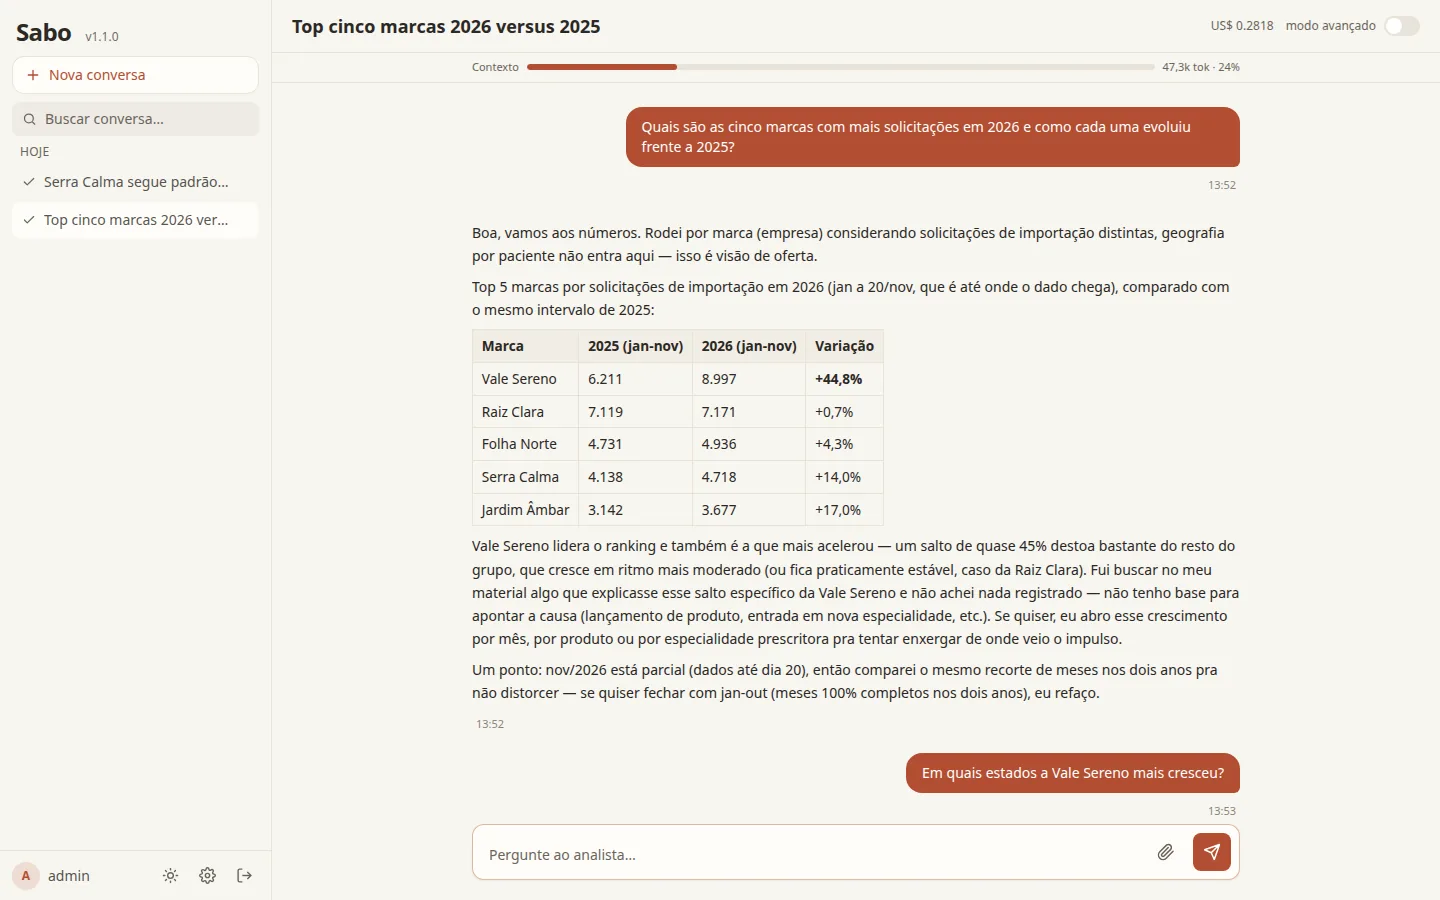 Sabo v1.1.0
Nova conversa
Buscar conversa...
HOJE
Serra Calma segue padrão...
Top cinco marcas 2026 ver...
A admin
Top cinco marcas 2026 versus 2025
US$ 0.2818 modo avançado
Contexto 47,3k tok · 24%
Quais são as cinco marcas com mais solicitações em 2026 e como cada uma evoluiu
frente a 2025?
13:52
Boa, vamos aos números. Rodei por marca (empresa) considerando solicitações de importação distintas, geografia
por paciente não entra aqui — isso é visão de oferta.
Top 5 marcas por solicitações de importação em 2026 (jan a 20/nov, que é até onde o dado chega), comparado com
o mesmo intervalo de 2025:
Marca 2025 (jan-nov) 2026 (jan-nov) Variação
Vale Sereno 6.211 8.997 +44,8%
Raiz Clara 7.119 7.171 +0,7%
Folha Norte 4.731 4.936 +4,3%
Serra Calma 4.138 4.718 +14,0%
Jardim Âmbar 3.142 3.677 +17,0%
Vale Sereno lidera o ranking e também é a que mais acelerou — um salto de quase 45% destoa bastante do resto do
grupo, que cresce em ritmo mais moderado (ou fica praticamente estável, caso da Raiz Clara). Fui buscar no meu
material algo que explicasse esse salto específico da Vale Sereno e não achei nada registrado — não tenho base para
apontar a causa (lançamento de produto, entrada em nova especialidade, etc.). Se quiser, eu abro esse crescimento
por mês, por produto ou por especialidade prescritora pra tentar enxergar de onde veio o impulso.
Um ponto: nov/2026 está parcial (dados até dia 20), então comparei o mesmo recorte de meses nos dois anos pra
não distorcer — se quiser fechar com jan-out (meses 100% completos nos dois anos), eu refaço.
13:52
Em quais estados a Vale Sereno mais cresceu?
13:53
Pergunte ao analista...